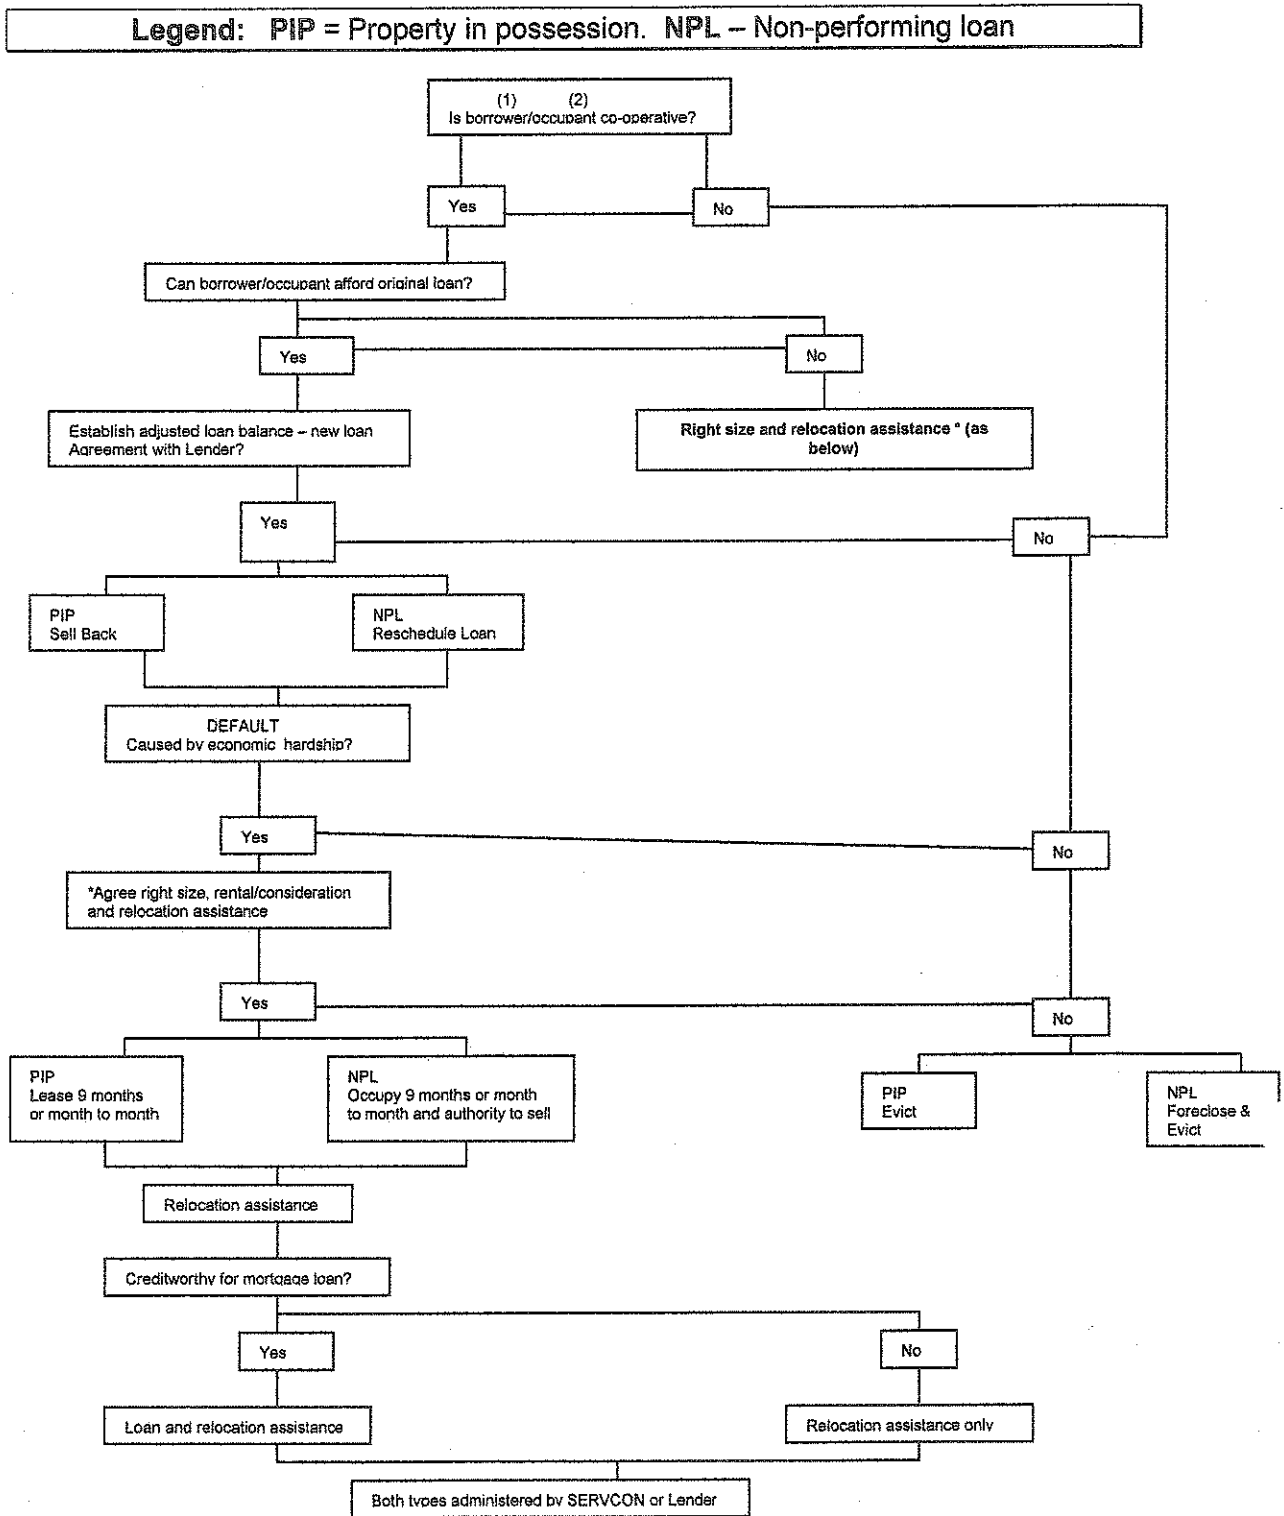 Legend: PIP = Property in possession. NPL – Non-performing loan
(1) (2)
Is borrower/occupant co-operative?
Yes
No
Can borrower/occupant afford original loan?
Yes
No
Establish adjusted loan balance – new loan
Agreement with Lender?
Right size and relocation assistance * (as
below)
Yes
No
PIP
Sell Back
NPL
Reschedule Loan
DEFAULT
Caused by economic hardship?
Yes
No
*Agree right size, rental/consideration
and relocation assistance
Yes
No
PIP
Lease 9 months
or month to month
NPL
Occupy 9 months or month
to month and authority to sell
PIP
Evict
NPL
Foreclose &
Evict
Relocation assistance
Creditworthy for mortgage loan?
Yes
No
Loan and relocation assistance
Relocation assistance only
Both types administered by SERVCON or Lender